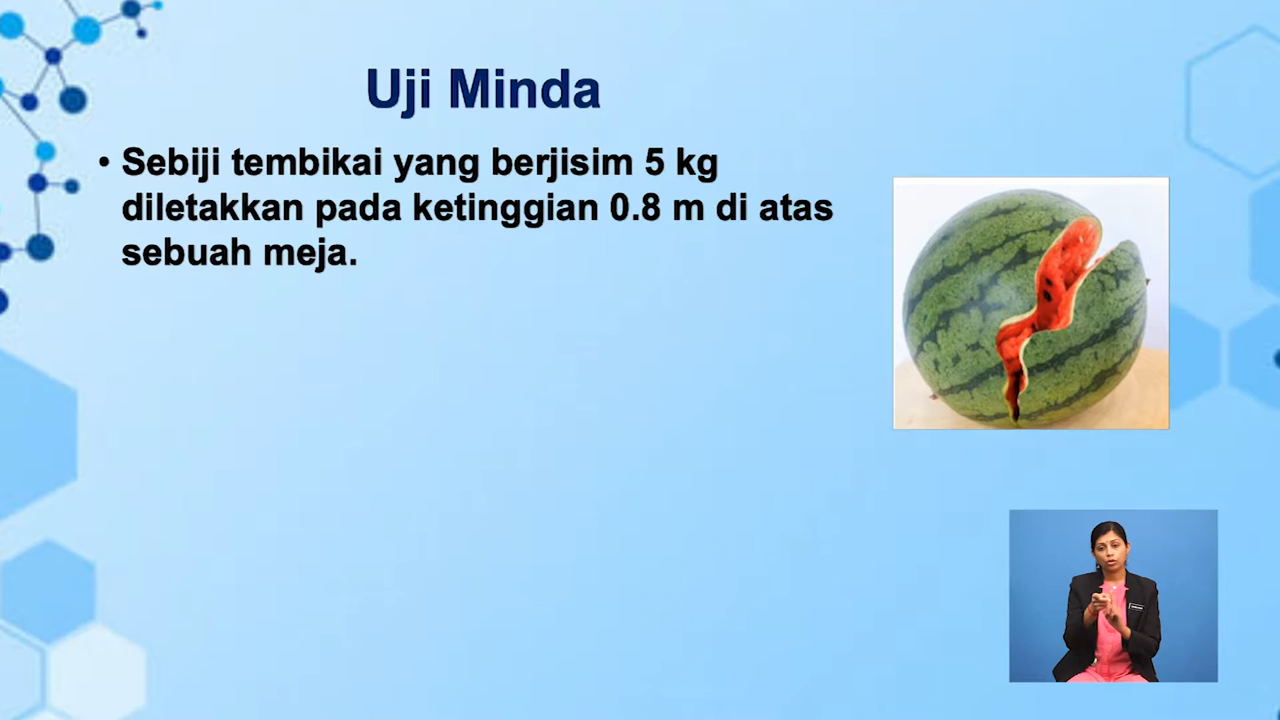 Uji Minda
• Sebiji tembikai yang berjisim 5 kg
diletakkan pada ketinggian 0.8 m di atas
sebuah meja.